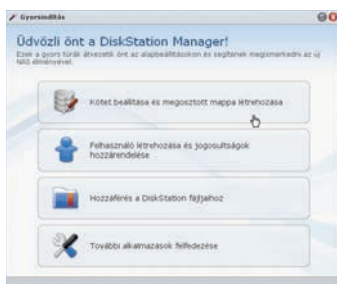 Gyorsindítás
Üdvözli önt a DiskStation Manager!
Ezek a gyors túrák átvezetik önt az alapbeállításokon és segítenek megismerkedni az új
NAS élményével.
Kötet beállítása és megosztott mappa létrehozása
Felhasználó létrehozása és jogosultságok
hozzárendelése
Hozzáférés a DiskStation fájljaihoz
További alkalmazások felfedezése